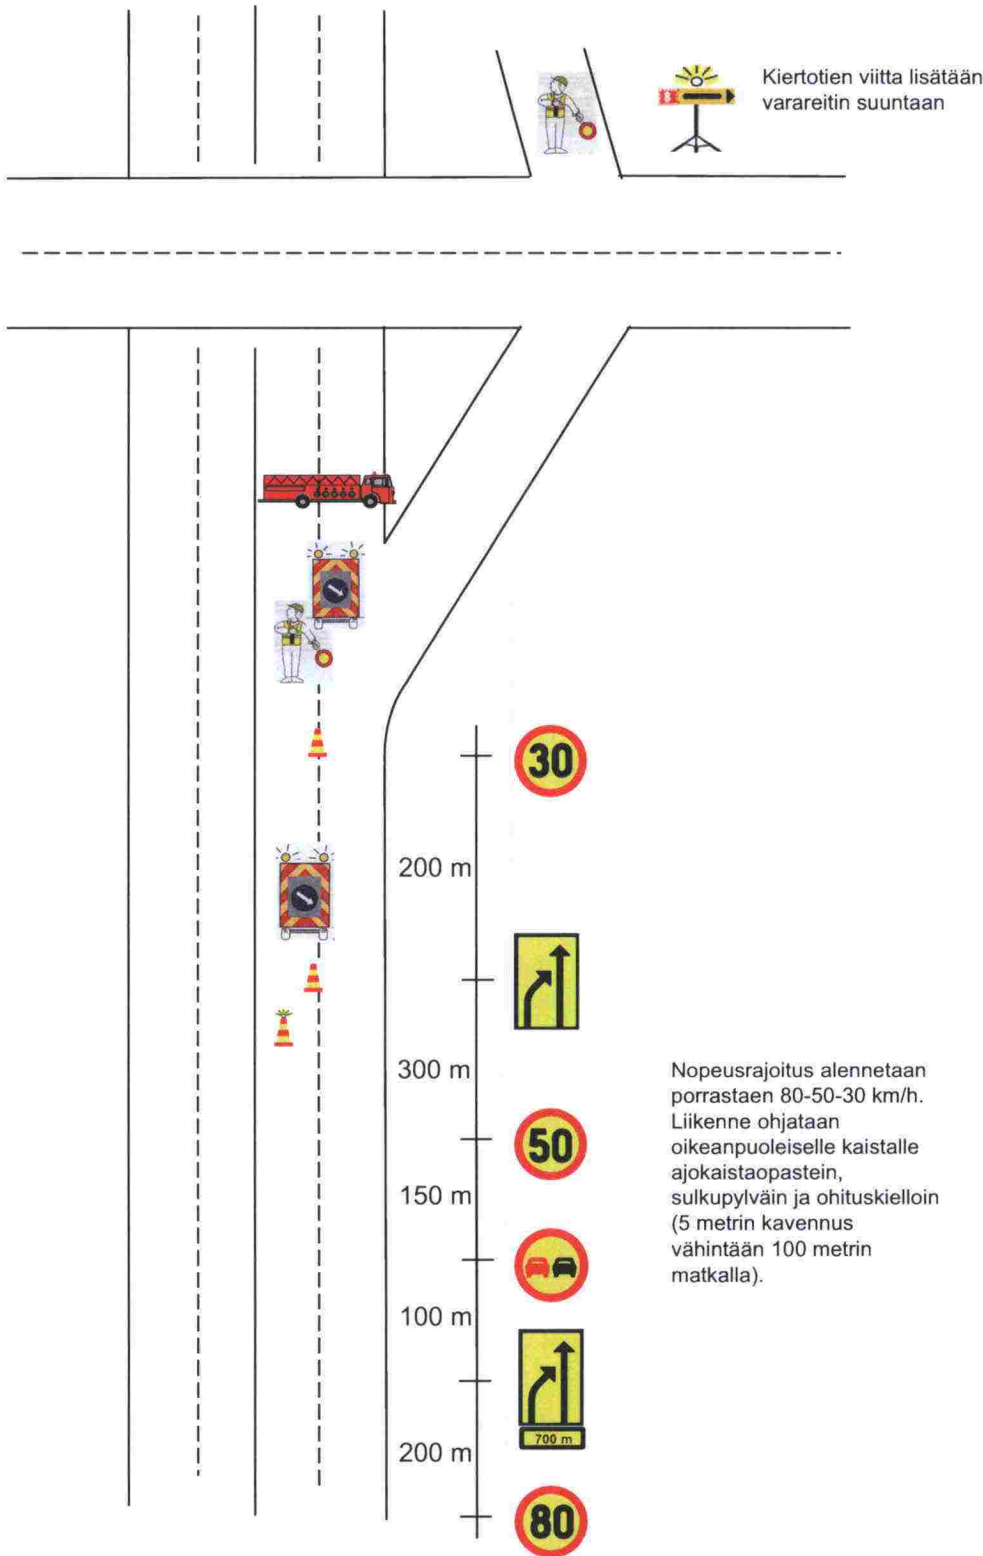 Kiertotien viitta lisätään
varareitin suuntaan
30
200 m
300 m
Nopeusrajoitus alennetaan
porrastaen 80-50-30 km/h.
Liikenne ohjataan
oikeanpuoleiselle kaistalle
ajokaistaopastein,
sulkupylväin ja ohituskielloin
(5 metrin kavennus
vähintään 100 metrin
matkalla).
50
150 m
100 m
700 m
200 m
80